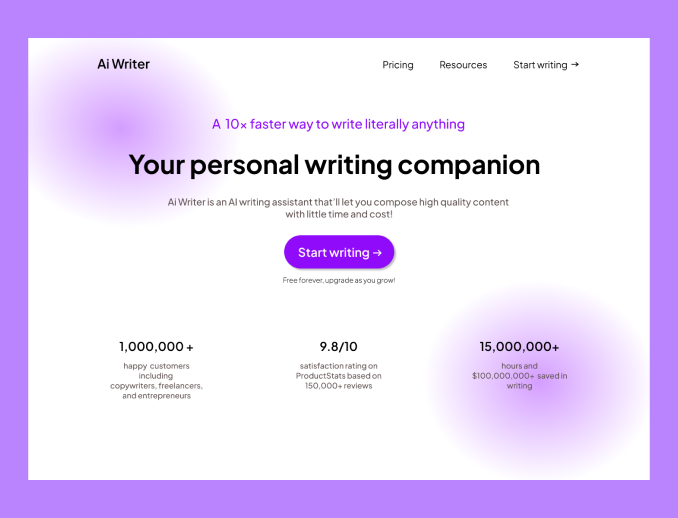 Ai Writer
Pricing
Resources
Start writing →
A 10x faster way to write literally anything
Your personal writing companion
Ai Writer is an AI writing assistant that'll let you compose high quality content
with little time and cost!
Start writing →
Free forever, upgrade as you grow!
1,000,000 +
happy customers
including
copywriters, freelancers,
and entrepreneurs
9.8/10
satisfaction rating on
ProductStats based on
150,000+ reviews
15,000,000+
hours and
$100,000,000+ saved in
writing